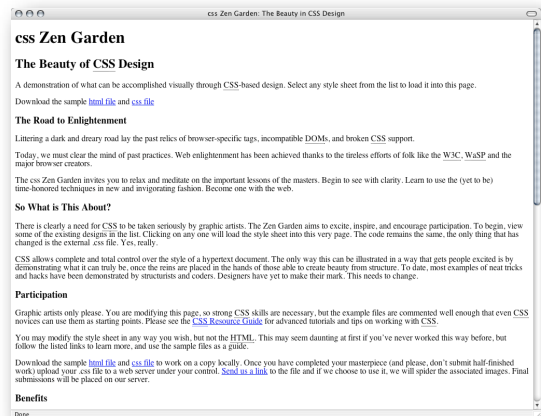 css Zen Garden: The Beauty in CSS Design
css Zen Garden
The Beauty of CSS Design
A demonstration of what can be accomplished visually through CSS-based design. Select any style sheet from the list to load it into this page.
Download the sample html file and css file
The Road to Enlightenment
Littering a dark and dreary road lay the past relics of browser-specific tags, incompatible DOMs, and broken CSS support.
Today, we must clear the mind of past practices. Web enlightenment has been achieved thanks to the tireless efforts of folk like the W3C, WaSP and the
major browser creators.
The css Zen Garden invites you to relax and meditate on the important lessons of the masters. Begin to see with clarity. Learn to use the (yet to be)
time-honored techniques in new and invigorating fashion. Become one with the web.
So What is This About?
There is clearly a need for CSS to be taken seriously by graphic artists. The Zen Garden aims to excite, inspire, and encourage participation. To begin, view
some of the existing designs in the list. Clicking on any one will load the style sheet into this very page. The code remains the same, the only thing that has
changed is the external .css file. Yes, really.
CSS allows complete and total control over the style of a hypertext document. The only way this can be illustrated in a way that gets people excited is by
demonstrating what it can truly be, once the reins are placed in the hands of those able to create beauty from structure. To date, most examples of neat tricks
and hacks have been demonstrated by structurists and coders. Designers have yet to make their mark. This needs to change.
Participation
Graphic artists only please. You are modifying this page, so strong CSS skills are necessary, but the example files are commented well enough that even CSS
novices can use them as starting points. Please see the CSS Resource Guide for advanced tutorials and tips on working with CSS.
You may modify the style sheet in any way you wish, but not the HTML. This may seem daunting at first if you've never worked this way before, but
follow the listed links to learn more, and use the sample files as a guide.
Download the sample html file and css file to work on a copy locally. Once you have completed your masterpiece (and please, don't submit half-finished
work) upload your .css file to a web server under your control. Send us a link to the file and if we choose to use it, we will spider the associated images. Final
submissions will be placed on our server.
Benefits
Done